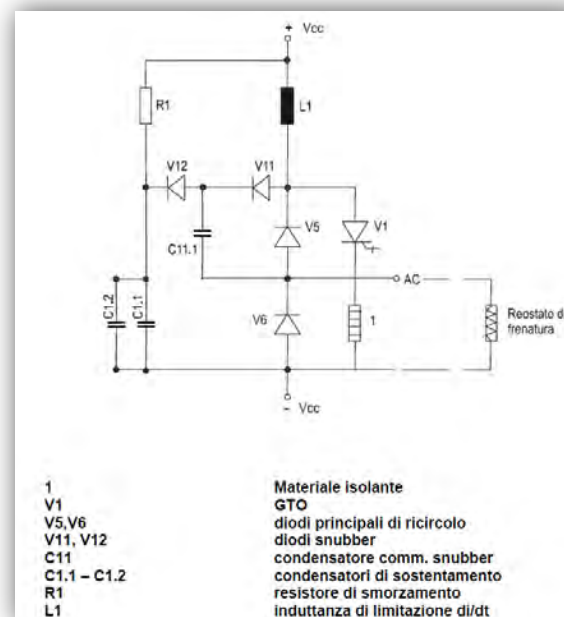 + Vcc
R1
L1
V12
V11
V5
V1
C11.1
AC
C1.2
C1.1
V6
1
Reostato di
frenatura
- Vcc
1 Materiale isolante
V1 GTO
V5,V6 diodi principali di ricircolo
V11, V12 diodi snubber
C11 condensatore comm. snubber
C1.1 – C1.2 condensatori di sostentamento
R1 resistore di smorzamento
L1 induttanza di limitazione di/dt